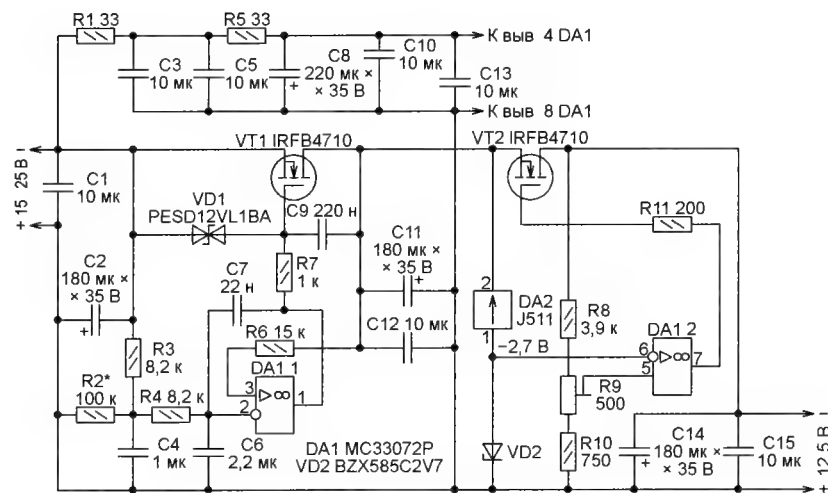 R1 33
R5 33
C3
10 мк
C5
10 мк
C8
220 мк ×
× 35 В
+
C10
10 мк
C13
10 мк
К выв 4 DA1
К выв 8 DA1
VT1 IRFB4710
VT2 IRFB4710
+ 15 25 В −
C1
10 мк
VD1
PESD12VL1BA
C9 220 н
R11 200
C2
180 мк ×
× 35 В
+
C7
22 н
R7
1 к
C11
180 мк ×
× 35 В
+
2
DA2
J511
1
R8
3,9 к
R3
8,2 к
R6 15 к
C12 10 мк
−2,7 В
DA1 2
6
5
7
R2*
100 к
R4 8,2 к
DA1 1
3
2
1
R9
500
C4
1 мк
C6
2,2 мк
DA1 MC33072P
VD2 BZX585C2V7
VD2
R10
750
C14
180 мк ×
× 35 В
+
C15
10 мк
+ 12,5 В −